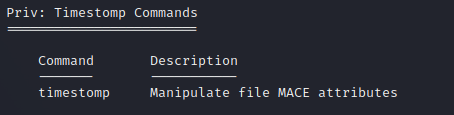 Priv: Timestomp Commands
========================
Command Description
------- -----------
timestomp Manipulate file MACE attributes